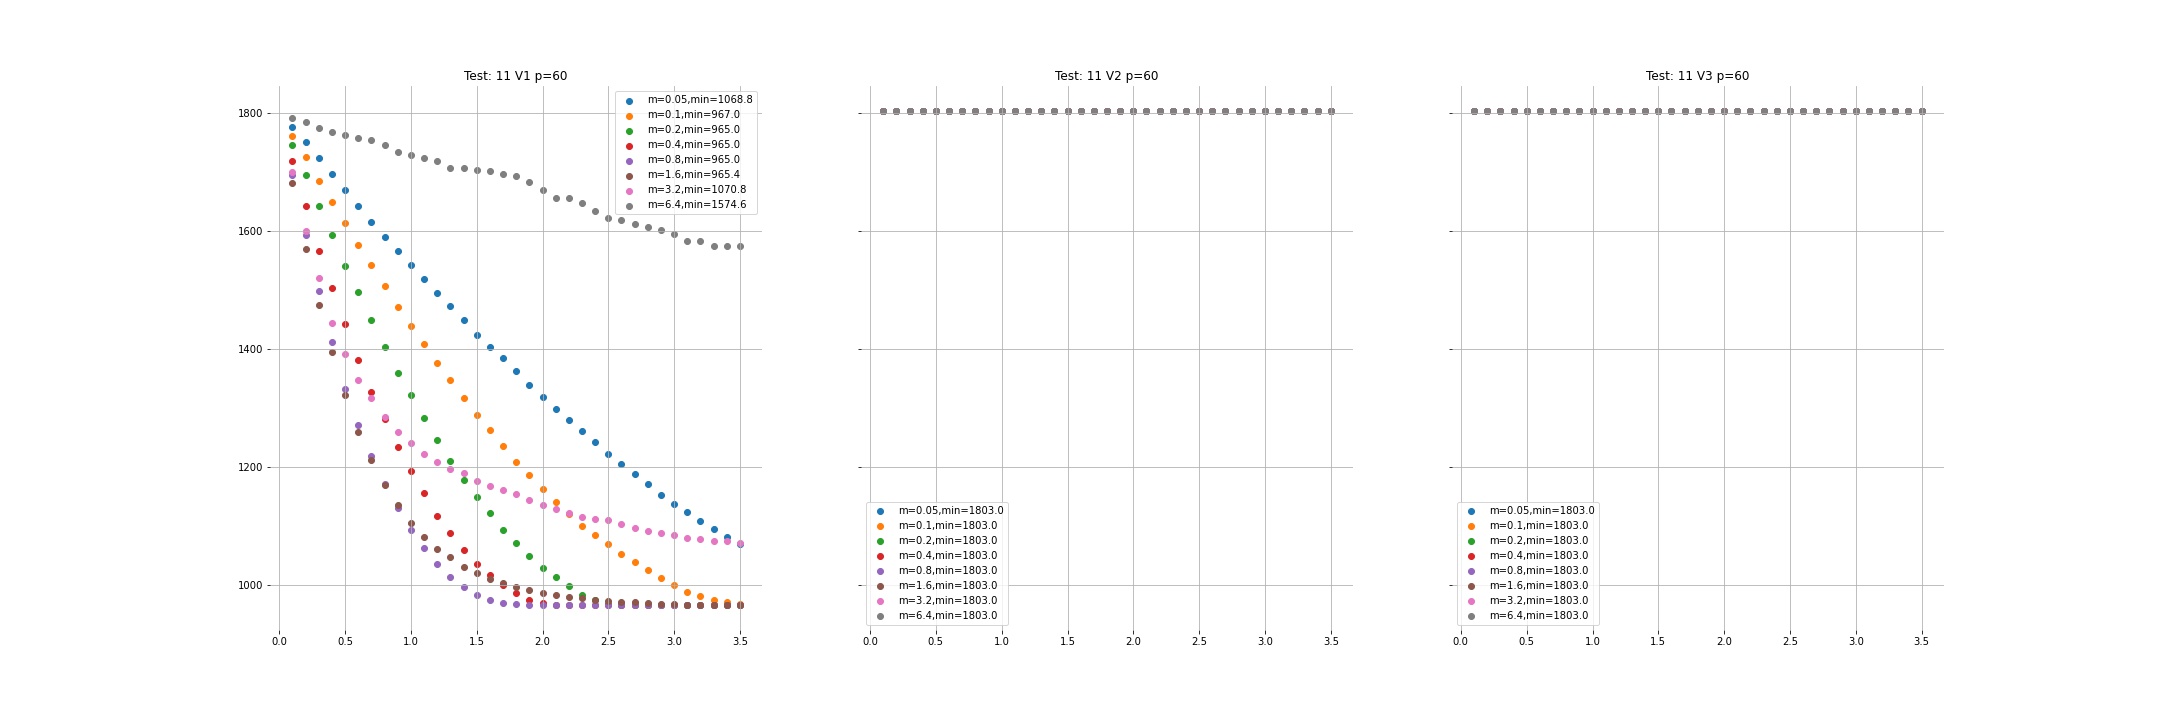 Test: 11 V1 p=60
1800
1600
1400
1200
1000
0.0 0.5 1.0 1.5 2.0 2.5 3.0 3.5
m=0.05,min=1068.8
m=0.1,min=967.0
m=0.2,min=965.0
m=0.4,min=965.0
m=0.8,min=965.0
m=1.6,min=965.4
m=3.2,min=1070.8
m=6.4,min=1574.6
Test: 11 V2 p=60
m=0.05,min=1803.0
m=0.1,min=1803.0
m=0.2,min=1803.0
m=0.4,min=1803.0
m=0.8,min=1803.0
m=1.6,min=1803.0
m=3.2,min=1803.0
m=6.4,min=1803.0
0.0 0.5 1.0 1.5 2.0 2.5 3.0 3.5
Test: 11 V3 p=60
m=0.05,min=1803.0
m=0.1,min=1803.0
m=0.2,min=1803.0
m=0.4,min=1803.0
m=0.8,min=1803.0
m=1.6,min=1803.0
m=3.2,min=1803.0
m=6.4,min=1803.0
0.0 0.5 1.0 1.5 2.0 2.5 3.0 3.5